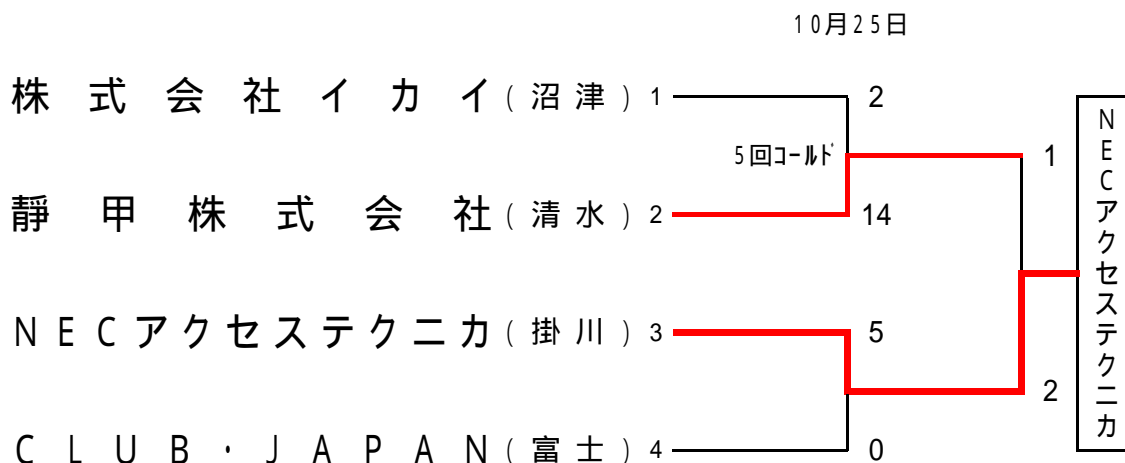 10月25日
株式会社イカイ(沼津) 1
2
5回コールド
1
靜甲株式会社(清水) 2
14
NECアクセステクニカ(掛川) 3
5
2
CLUB・JAPAN(富士) 4
0
NECアクセステクニカ